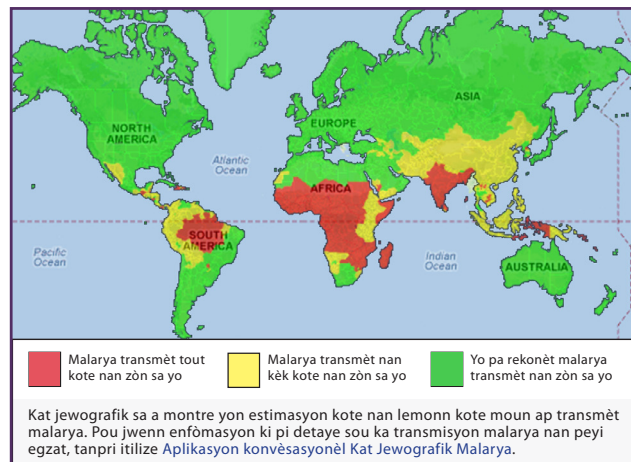 NORTH
AMERICA
ASIA
EUROPE
Atlantic
Ocean
AFRICA
Pacific
Ocean
SOUTH
AMERICA
Indian
Ocean
AUSTRALIA
Malarya transmèt tout
kote nan zòn sa yo
Malarya transmèt nan
kèk kote nan zòn sa yo
Yo pa rekonèt malarya
transmèt nan zòn sa yo
Kat jewografik sa a montre yon estimasyon kote nan lemonn kote moun ap transmèt
malarya. Pou jwenn enfòmasyon ki pi detaye sou ka transmisyon malarya nan peyi
egzat, tanpri itilize Aplikasyon konvèsasyonèl Kat Jewografik Malarya.